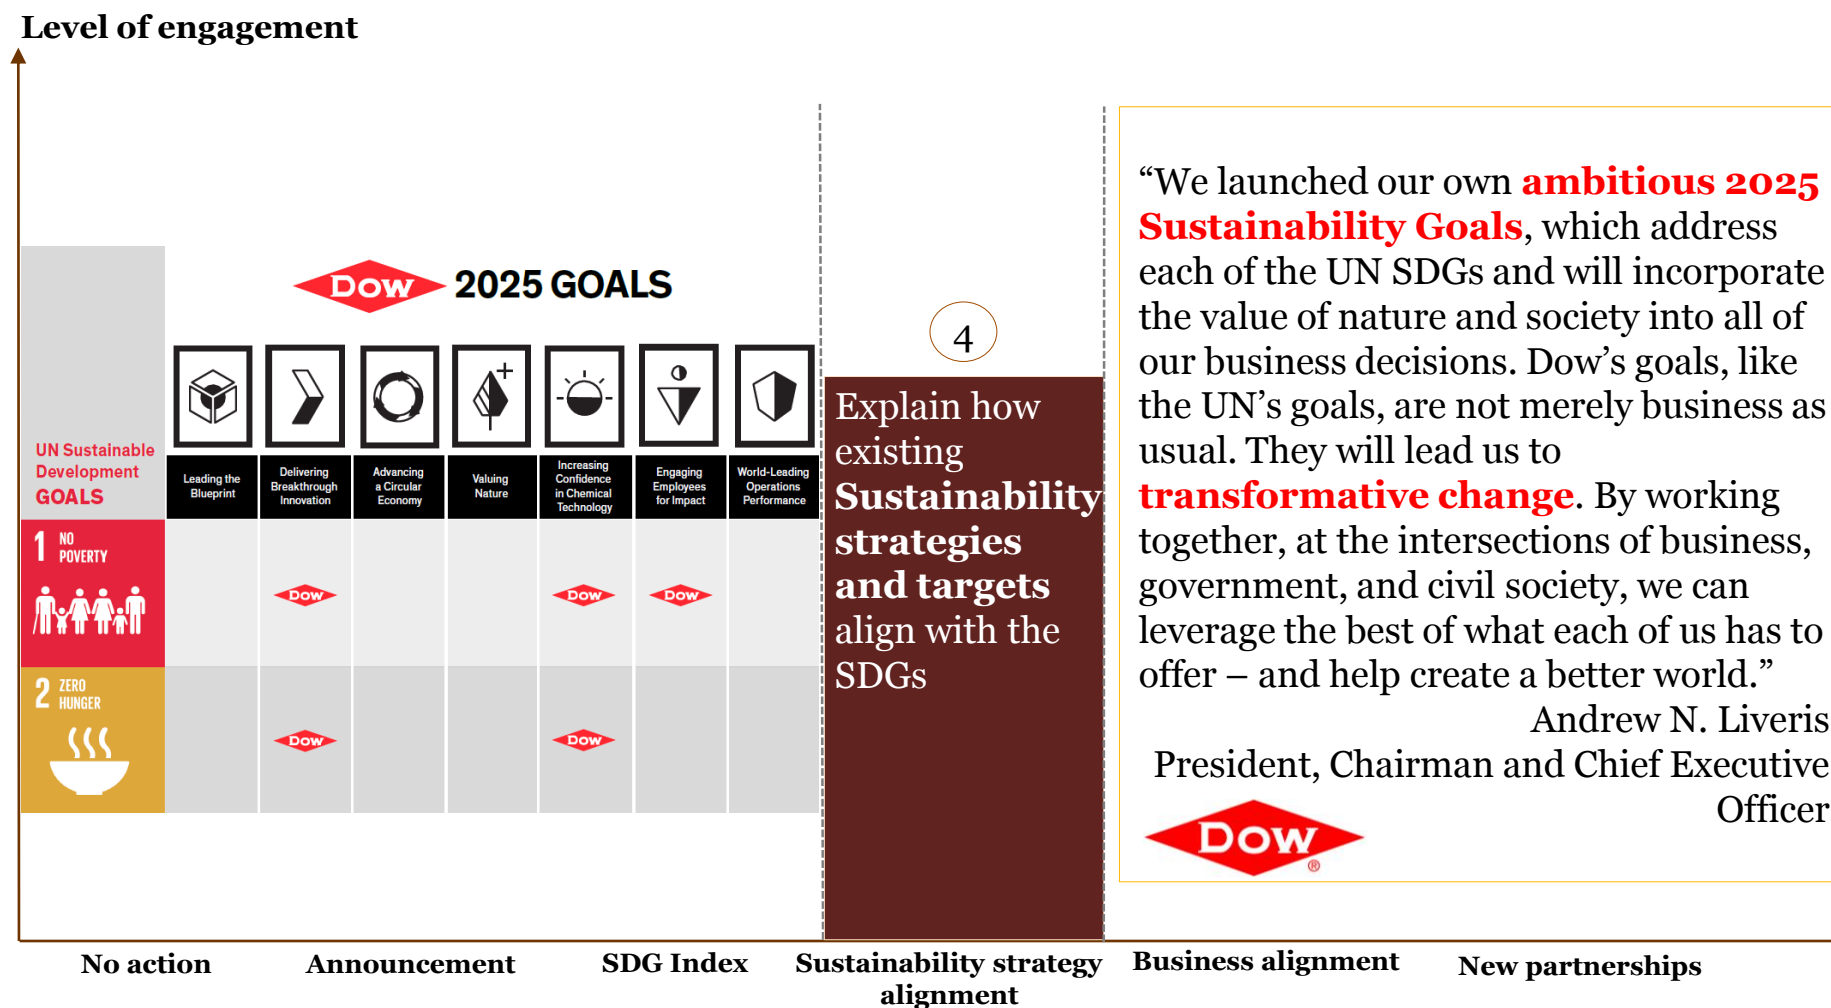 Level of engagement
Dow 2025 GOALS
UN Sustainable
Development
GOALS
Leading the
Blueprint
Delivering
Breakthrough
Innovation
Advancing
a Circular
Economy
Valuing
Nature
Increasing
Confidence
in Chemical
Technology
Engaging
Employees
for Impact
World-Leading
Operations
Performance
1 NO
POVERTY
Dow
Dow
Dow
2 ZERO
HUNGER
Dow
Dow
4
Explain how
existing
Sustainability
strategies
and targets
align with the
SDGs
“We launched our own ambitious 2025
Sustainability Goals, which address
each of the UN SDGs and will incorporate
the value of nature and society into all of
our business decisions. Dow’s goals, like
the UN’s goals, are not merely business as
usual. They will lead us to
transformative change. By working
together, at the intersections of business,
government, and civil society, we can
leverage the best of what each of us has to
offer – and help create a better world.”
Andrew N. Liveris
President, Chairman and Chief Executive
Officer
Dow®
No action
Announcement
SDG Index
Sustainability strategy
alignment
Business alignment
New partnerships